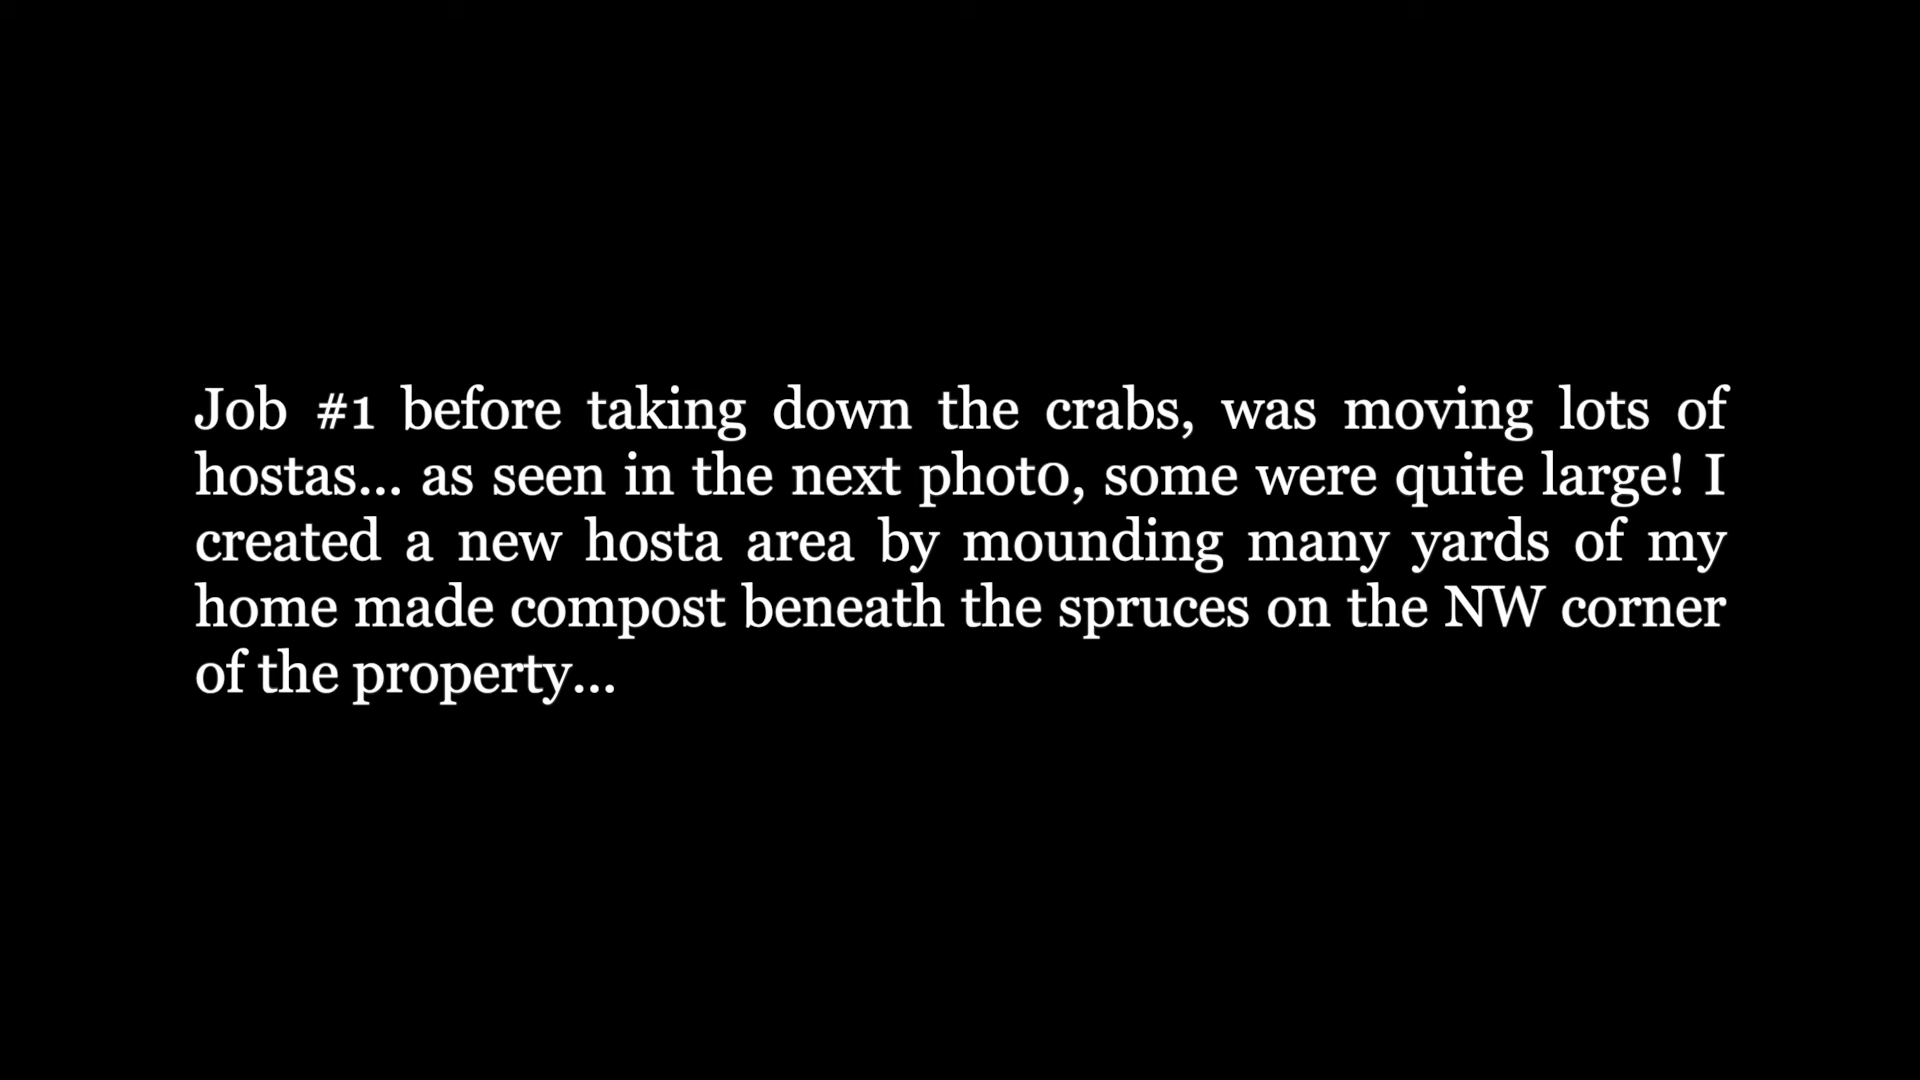 Job #1 before taking down the crabs, was moving lots of
hostas... as seen in the next phot0, some were quite large! I
created a new hosta area by mounding many yards of my
home made compost beneath the spruces on the NW corner
of the property...